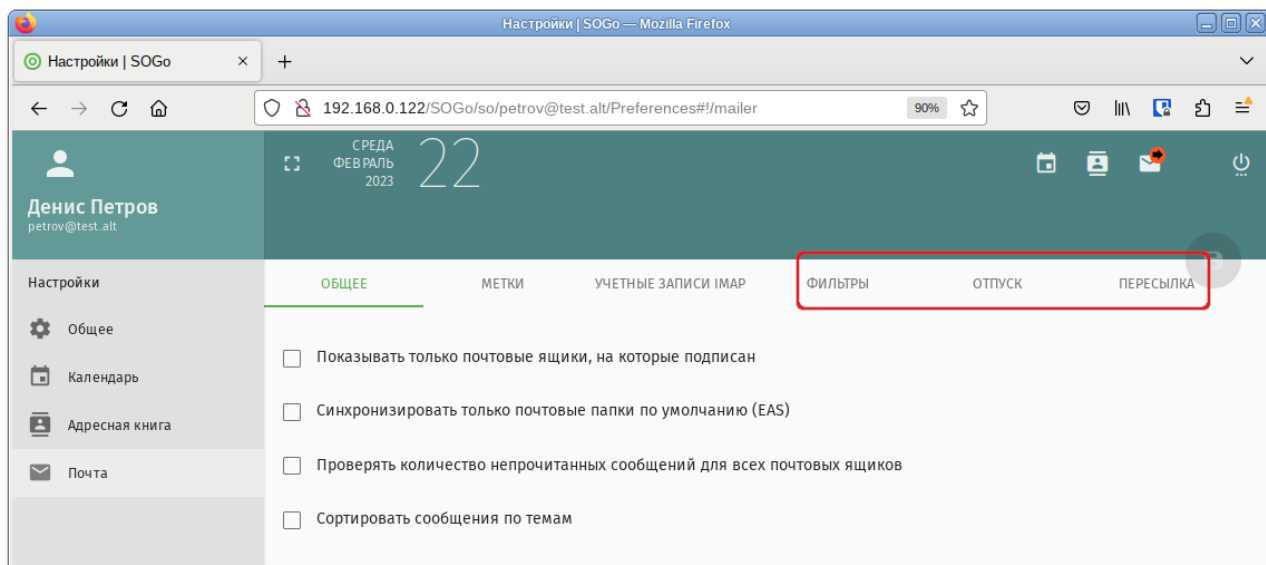 Настройки | SOGo — Mozilla Firefox
Настройки | SOGo
192.168.0.122/SOGo/so/petrov@test.alt/Preferences#!/mailer 90%
СРЕДА
ФЕВРАЛЬ
2023
22
Денис Петров
petrov@test.alt
Настройки
Общее
Календарь
Адресная книга
Почта
ОБЩЕЕ МЕТКИ УЧЕТНЫЕ ЗАПИСИ IMAP ФИЛЬТРЫ ОТПУСК ПЕРЕСЫЛКА
Показывать только почтовые ящики, на которые подписан
Синхронизировать только почтовые папки по умолчанию (EAS)
Проверять количество непрочитанных сообщений для всех почтовых ящиков
Сортировать сообщения по темам